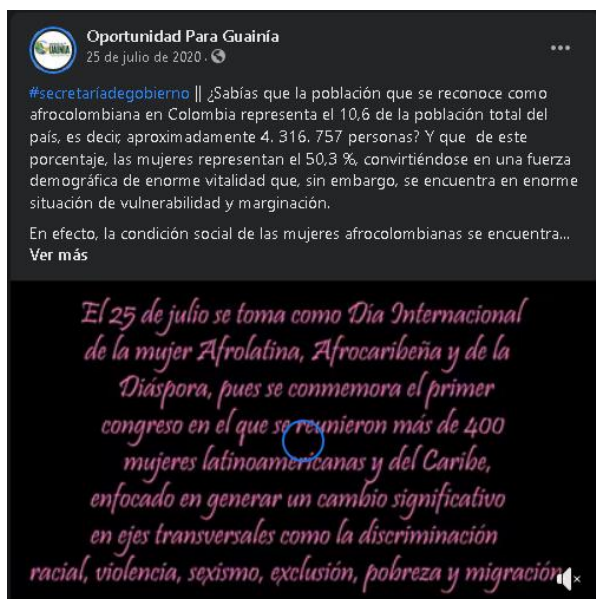 Oportunidad Para Guainía
25 de julio de 2020 ·
#secretaríadegobierno || ¿Sabías que la población que se reconoce como
afrocolombiana en Colombia representa el 10,6 de la población total del
país, es decir, aproximadamente 4. 316. 757 personas? Y que de este
porcentaje, las mujeres representan el 50,3 %, convirtiéndose en una fuerza
demográfica de enorme vitalidad que, sin embargo, se encuentra en enorme
situación de vulnerabilidad y marginación.
En efecto, la condición social de las mujeres afrocolombianas se encuentra...
Ver más
El 25 de julio se toma como Día Internacional
de la mujer Afrolatina, Afrocaribeña y de la
Diáspora, pues se conmemora el primer
congreso en el que se reunieron más de 400
mujeres latinoamericanas y del Caribe,
enfocado en generar un cambio significativo
en ejes transversales como la discriminación
racial, violencia, sexismo, exclusión, pobreza y migración